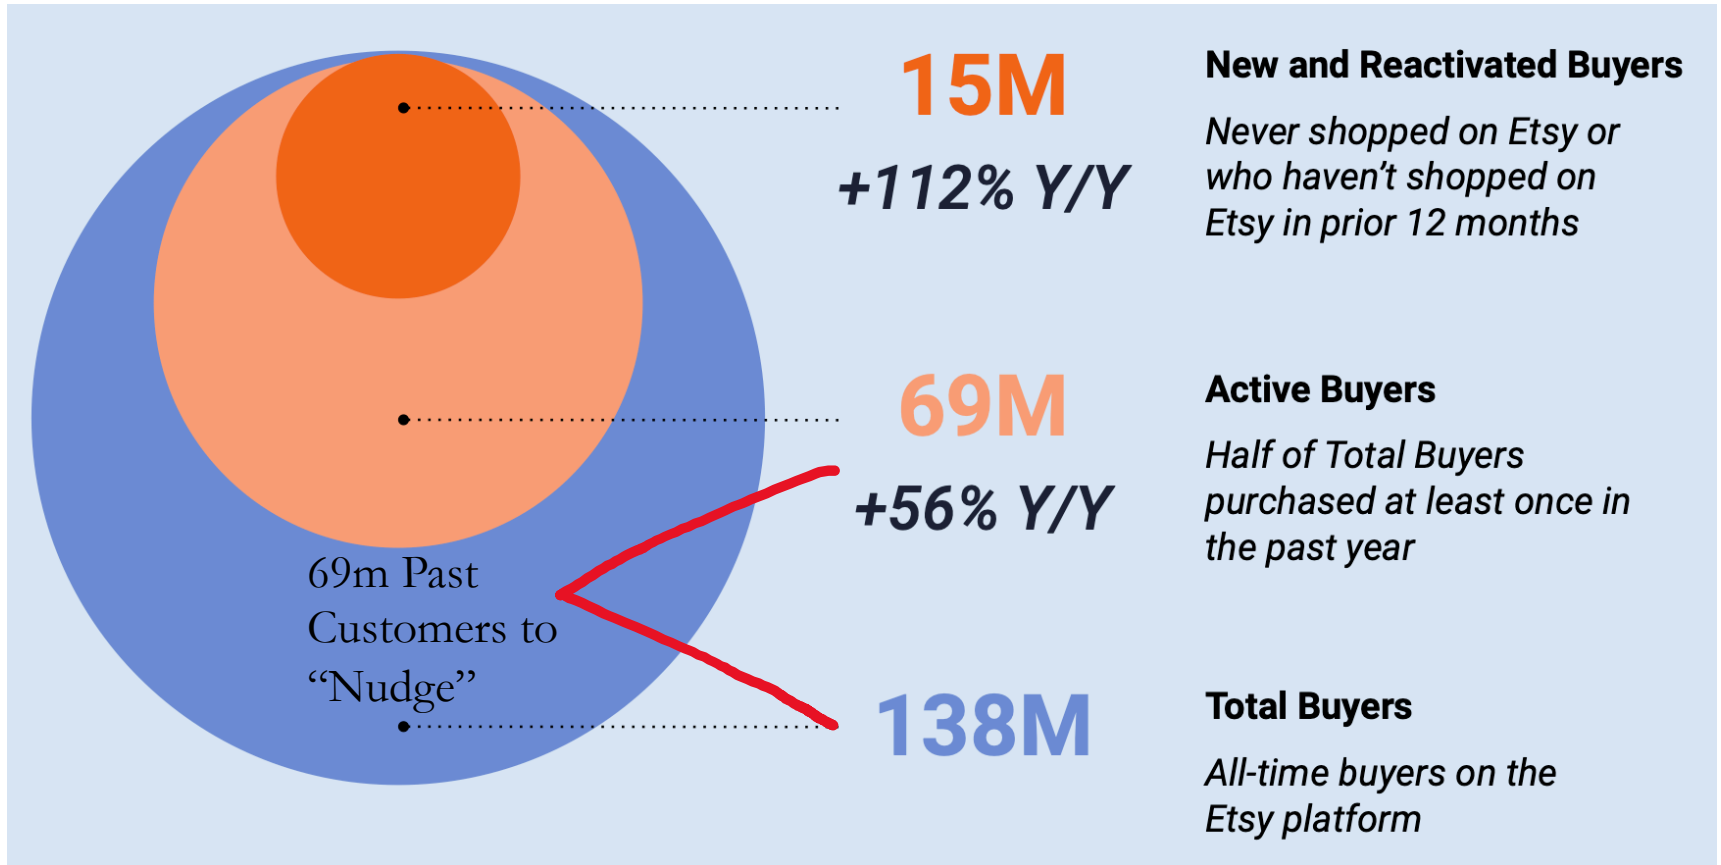 15M
+112% Y/Y
New and Reactivated Buyers
Never shopped on Etsy or
who haven’t shopped on
Etsy in prior 12 months
69M
+56% Y/Y
Active Buyers
Half of Total Buyers
purchased at least once in
the past year
69m Past
Customers to
“Nudge”
138M
Total Buyers
All-time buyers on the
Etsy platform